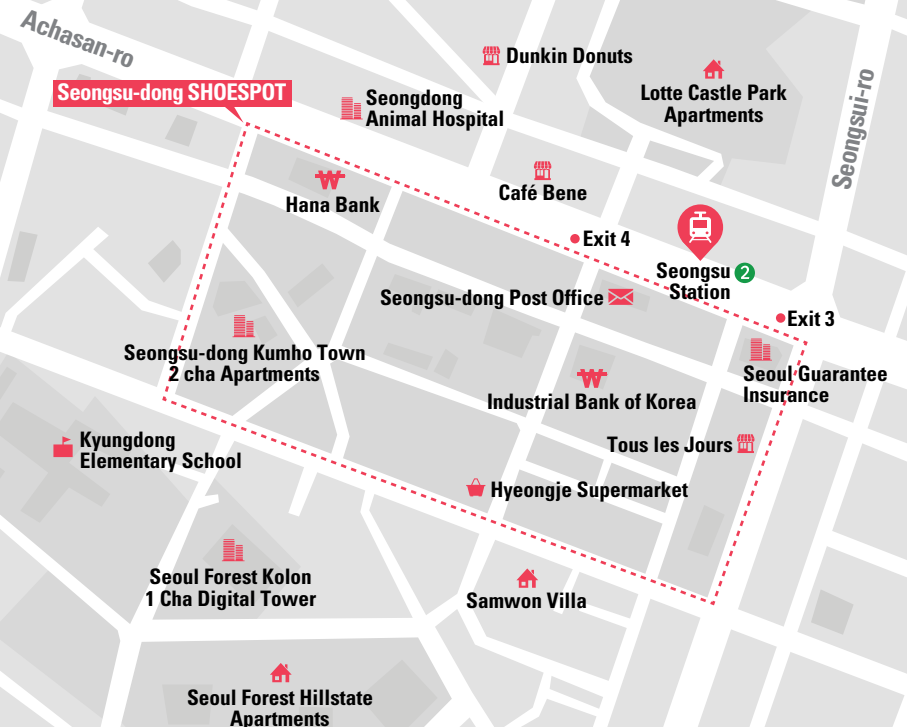 Achasan-ro
Dunkin Donuts
Seongsui-ro
Seongsu-dong SHOESPOT
Seongdong
Animal Hospital
Lotte Castle Park
Apartments
Hana Bank
Café Bene
Exit 4
Seongsu 2
Station
Seongsu-dong Post Office
Exit 3
Seongsu-dong Kumho Town
2 cha Apartments
Seoul Guarantee
Insurance
Industrial Bank of Korea
Kyungdong
Elementary School
Tous les Jours
Hyeongje Supermarket
Seoul Forest Kolon
1 Cha Digital Tower
Samwon Villa
Seoul Forest Hillstate
Apartments